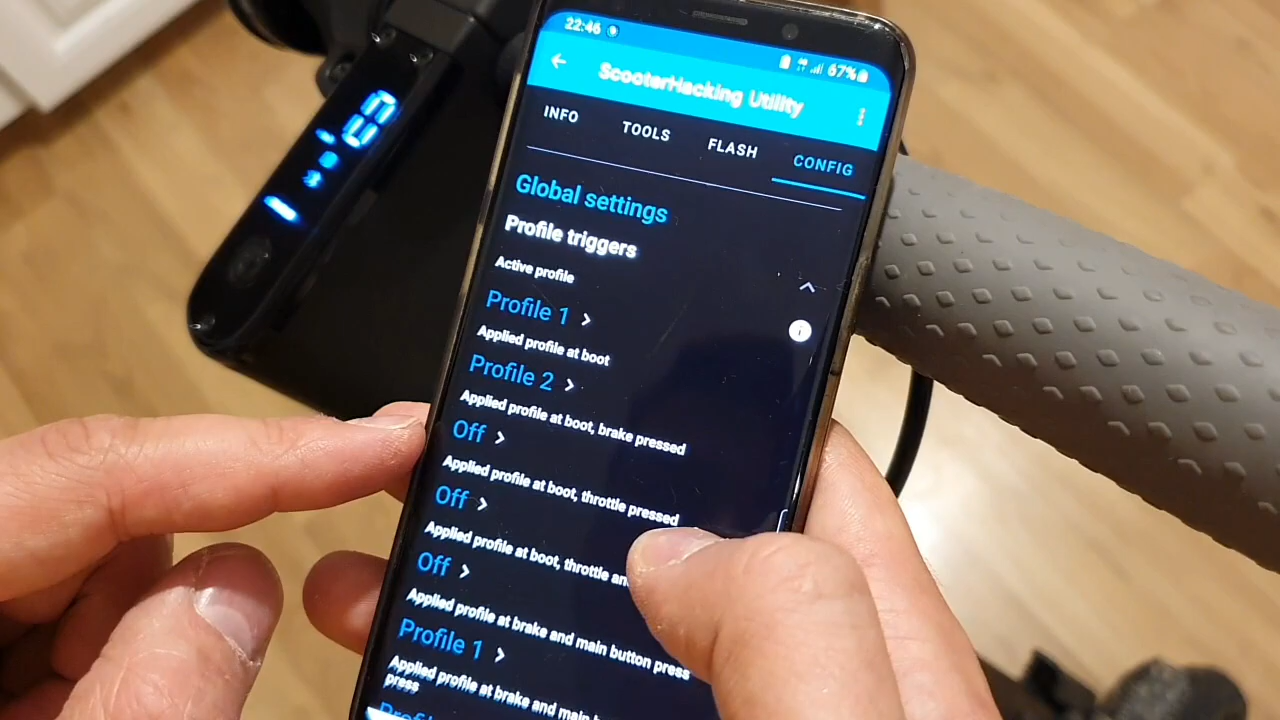 22:46 67%
ScooterHacking Utility
INFO TOOLS FLASH CONFIG
Global settings
Profile triggers
Active profile
Profile 1
Applied profile at boot
Profile 2
Applied profile at boot, brake pressed
Off
Applied profile at boot, throttle pressed
Off
Applied profile at boot, throttle
Off
Applied profile at brake and main button press
Profile 1
Applied profile at brake and main
press